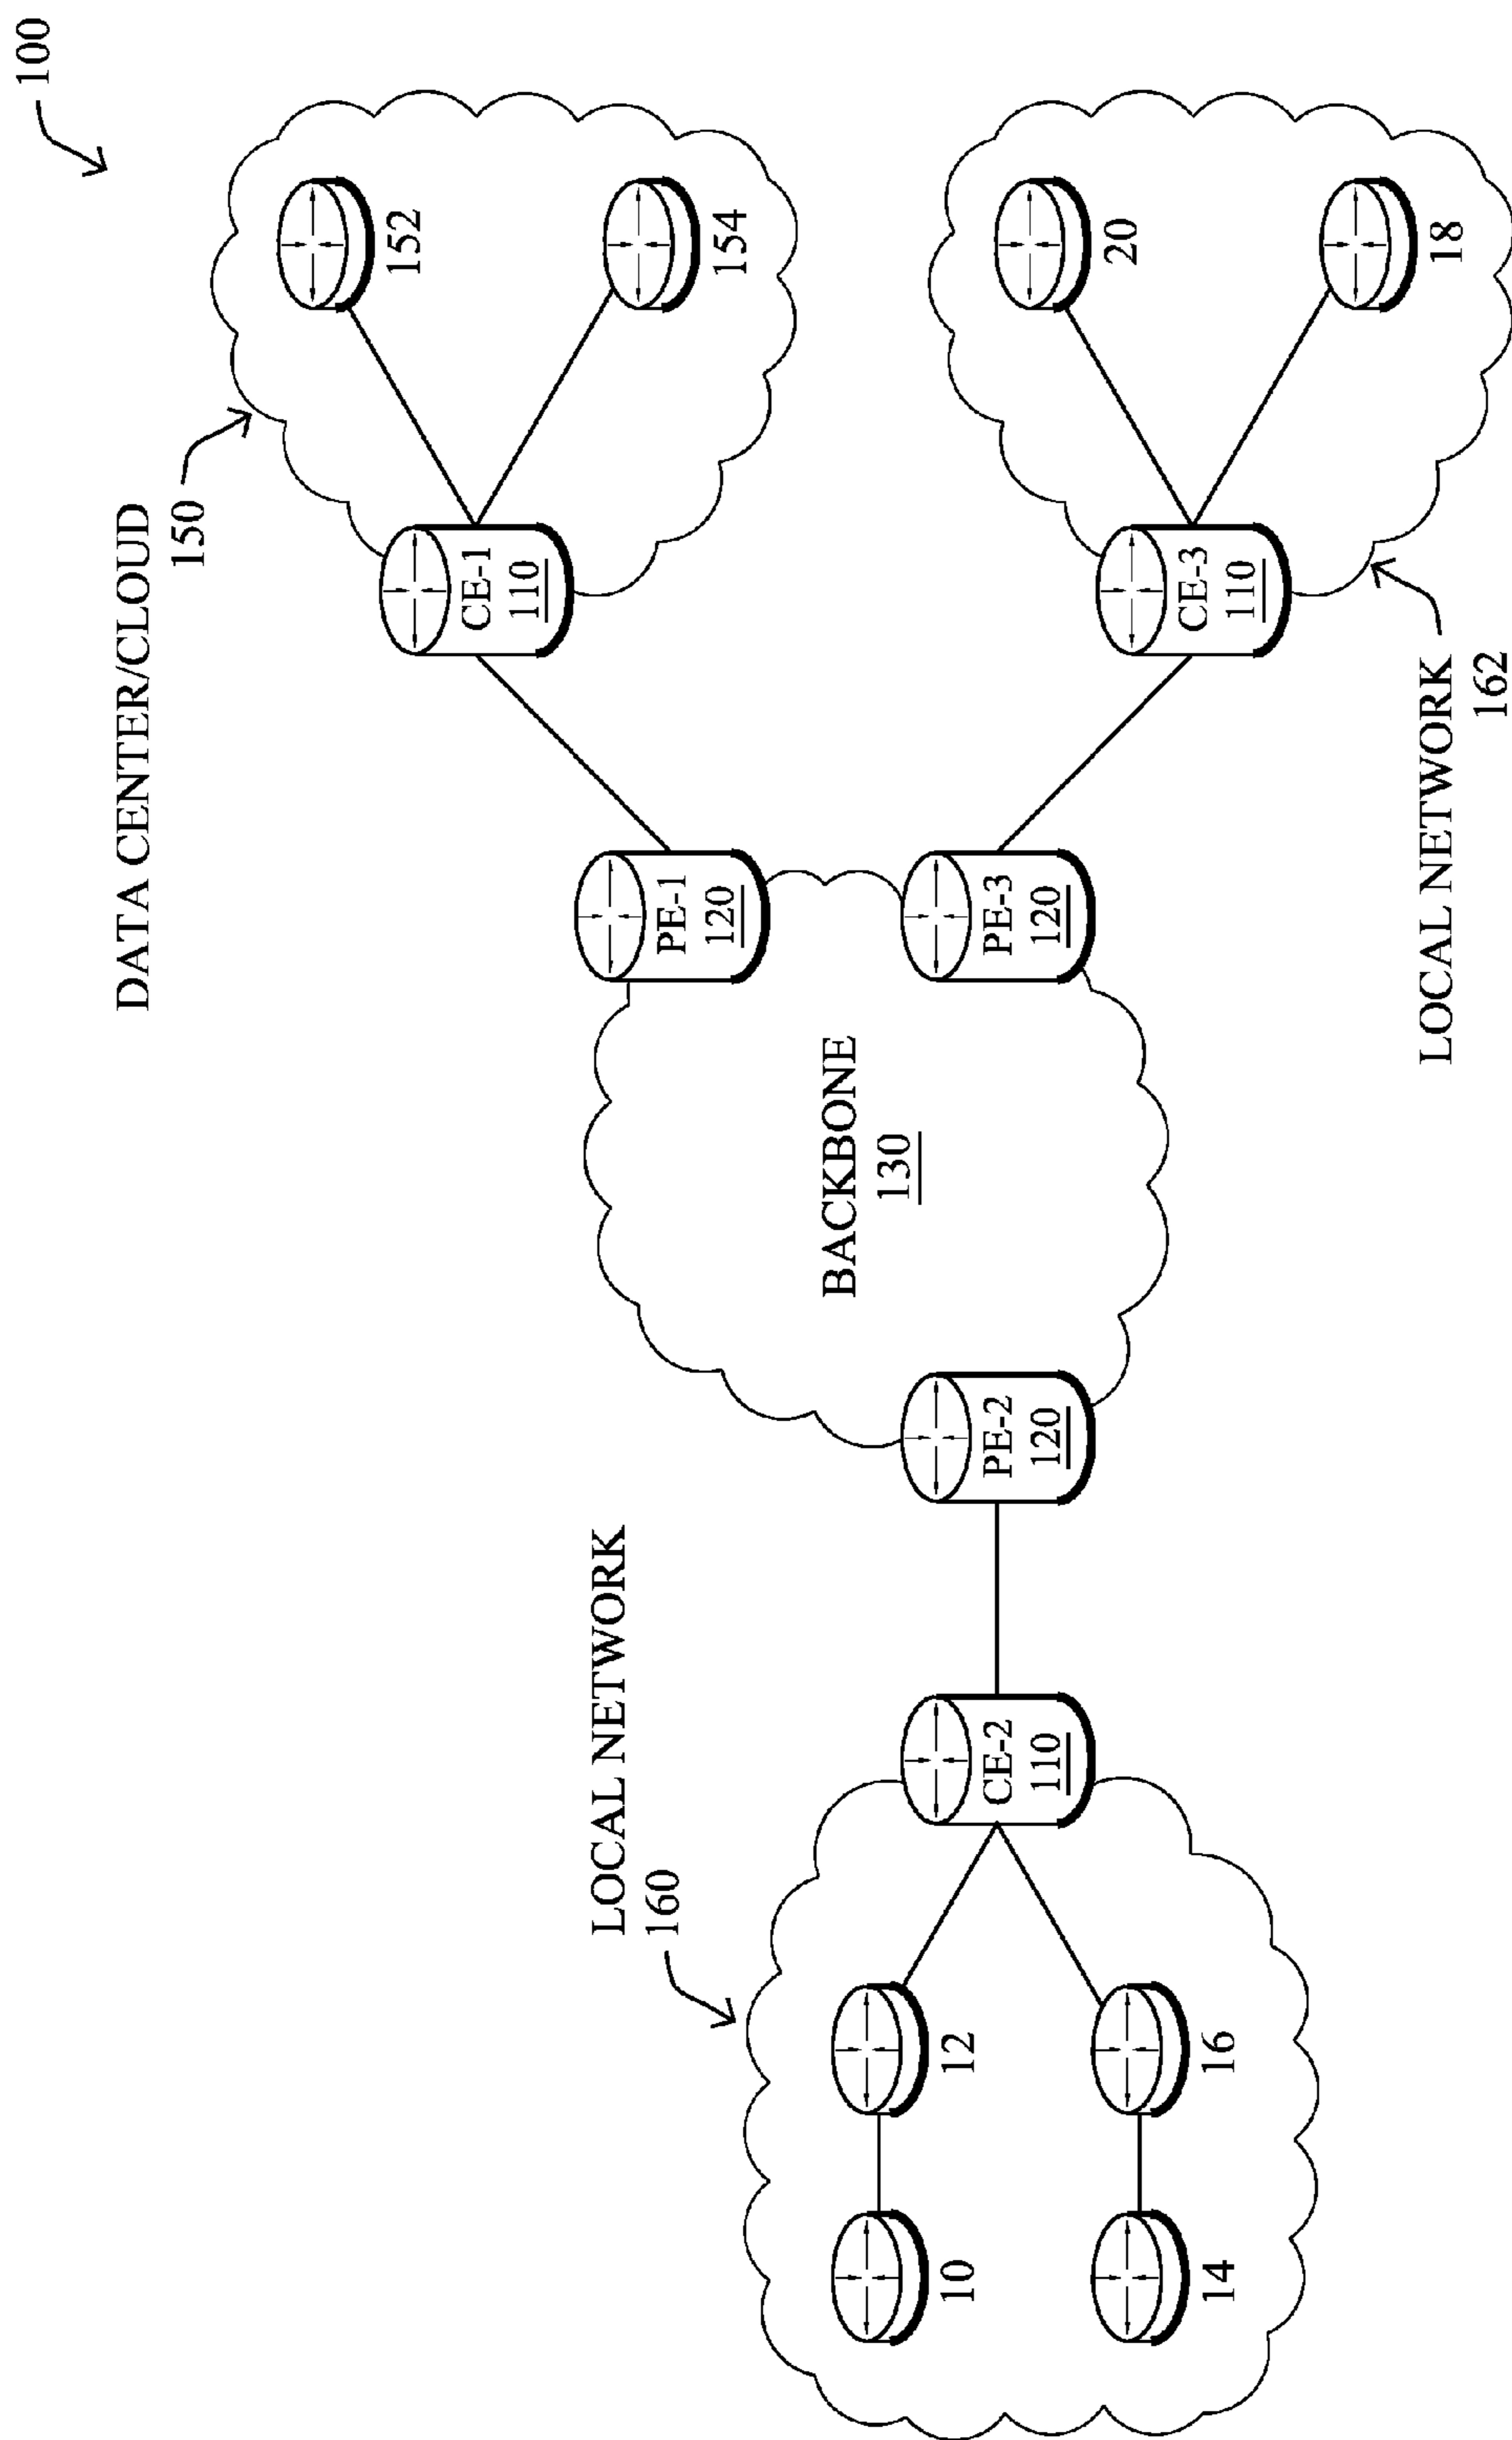 100
DATA CENTER/CLOUD
150
152
154
CE-1
110
PE-1
120
PE-3
120
CE-3
110
20
18
LOCAL NETWORK
162
BACKBONE
130
PE-2
120
LOCAL NETWORK
160
CE-2
110
12
16
10
14